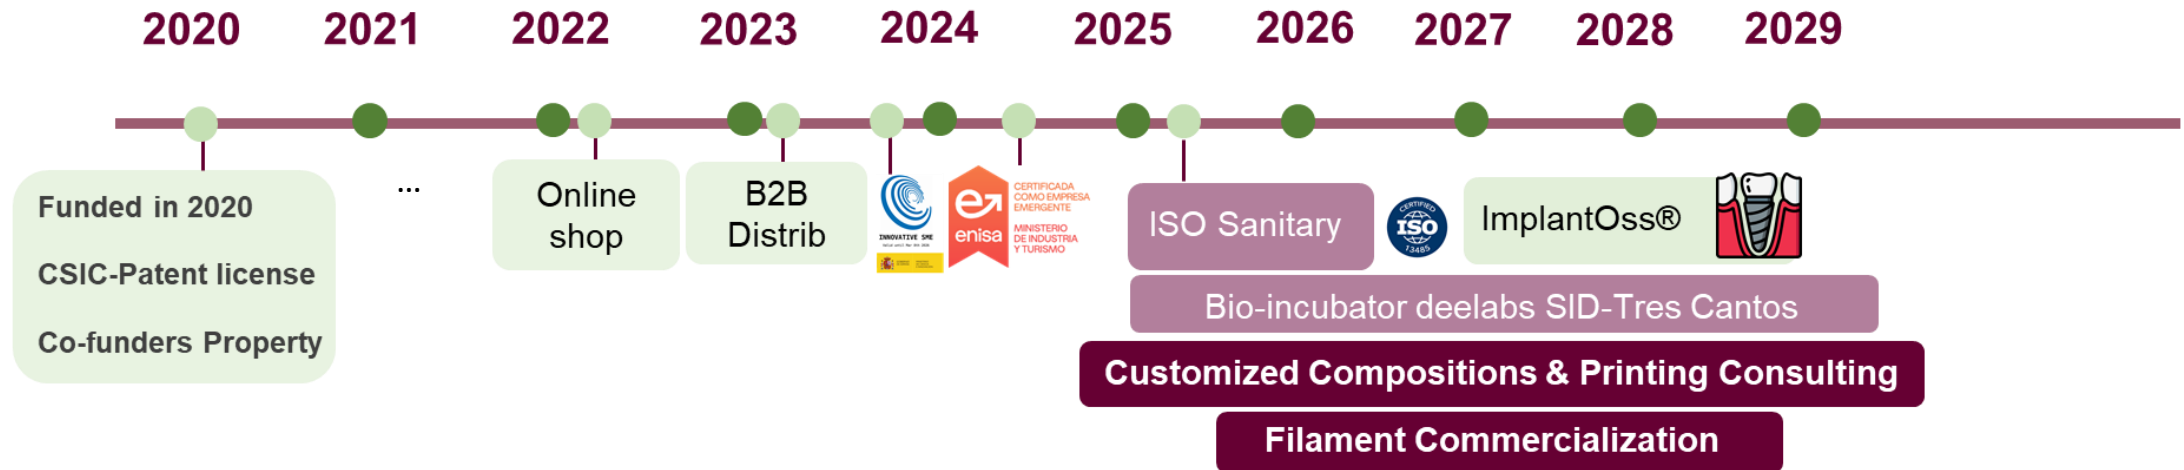 2020 2021 2022 2023 2024 2025 2026 2027 2028 2029
Funded in 2020
CSIC-Patent license
Co-funders Property
...
Online
shop
B2B
Distrib
INNOVATIVE SME
enisa
CERTIFICADA
COMO EMPRESA
EMERGENTE
MINISTERIO
DE INDUSTRIA
Y TURISMO
ISO Sanitary
CERTIFIED
ISO
13485
ImplantOss®
Bio-incubator deelabs SID-Tres Cantos
Customized Compositions & Printing Consulting
Filament Commercialization